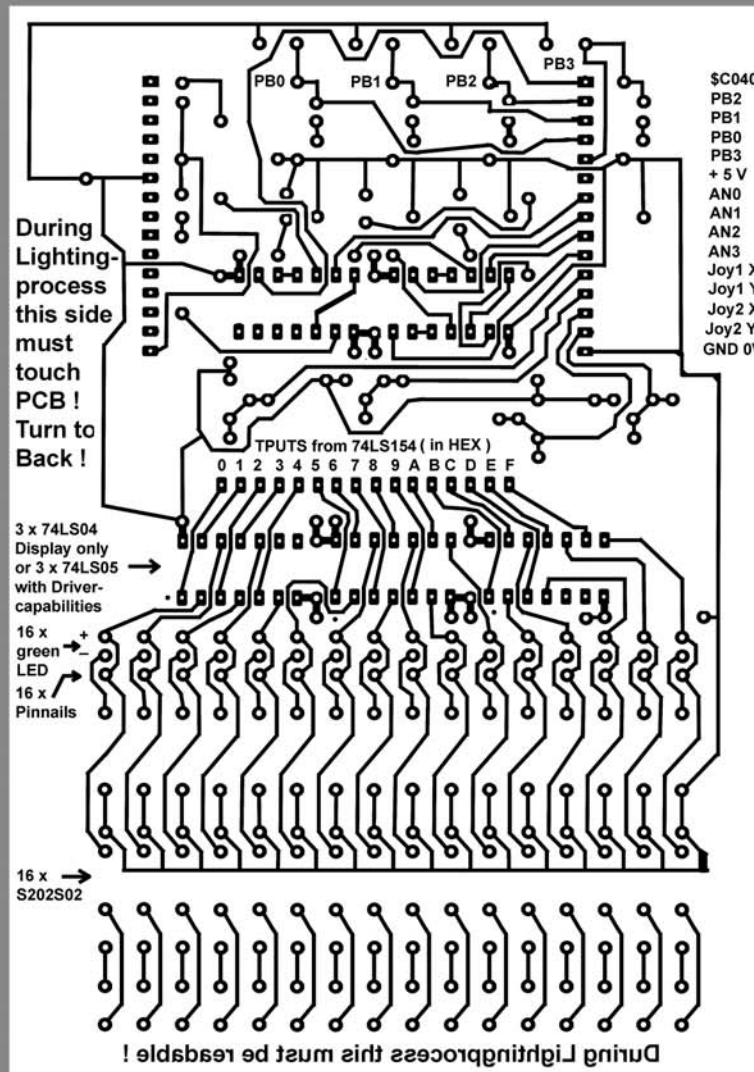 PB3
PB0 PB1 PB2
$C040
PB2
PB1
PB0
PB3
+ 5 V
AN0
AN1
AN2
AN3
Joy1 X
Joy1 Y
Joy2 X
Joy2 Y
GND 0V
During
Lighting-
process
this side
must
touch
PCB !
Turn to
Back !
TPUTS from 74LS154 ( in HEX )
0 1 2 3 4 5 6 7 8 9 A B C D E F
3 x 74LS04
Display only
or 3 x 74LS05
with Driver-
capabilities
16 x
green
LED
+
–
16 x
Pinnails
16 x
S202S02
During Lightingprocess this must be readable !